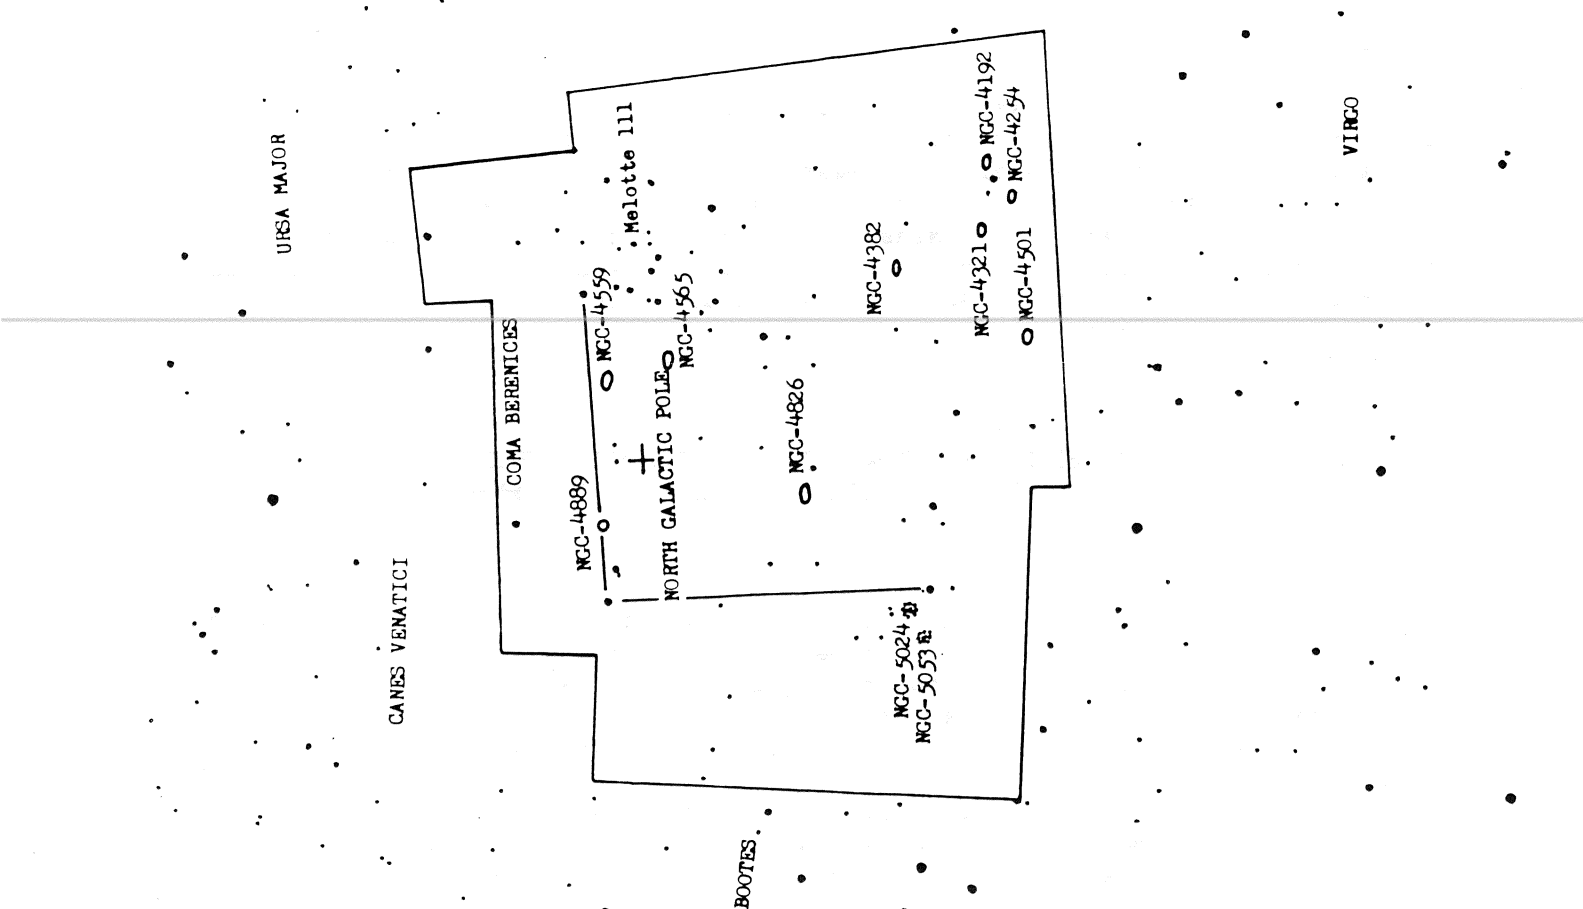 URSA MAJOR
COMA BERENICES
CANES VENATICI
BOOTES
VIRGO
Melotte 111
NGC-4559
NGC-4565
NGC-4889
NORTH GALACTIC POLE
NGC-4826
NGC-4382
NGC-4192
NGC-4254
NGC-4321
NGC-4501
NGC-5024
NGC-5053